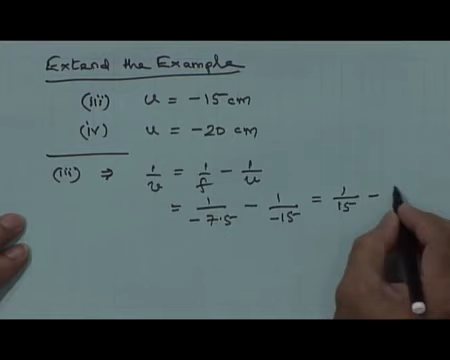 Extand the Example
(iii) u = -15 cm
(iv) u = -20 cm
(iii) ⇒ 1/v = 1/f - 1/u
= 1/-7.5 - 1/-15 = 1/15 -